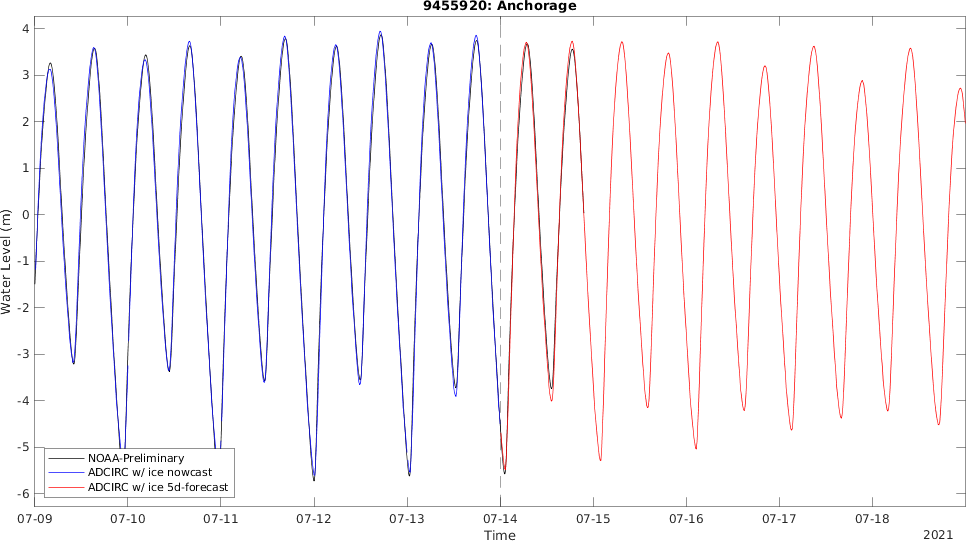 9455920: Anchorage
4
3
2
1
0
-1
-2
-3
-4
-5
-6
Water Level (m)
NOAA-Preliminary
ADCIRC w/ ice nowcast
ADCIRC w/ ice 5d-forecast
07-09 07-10 07-11 07-12 07-13 07-14 07-15 07-16 07-17 07-18
Time
2021